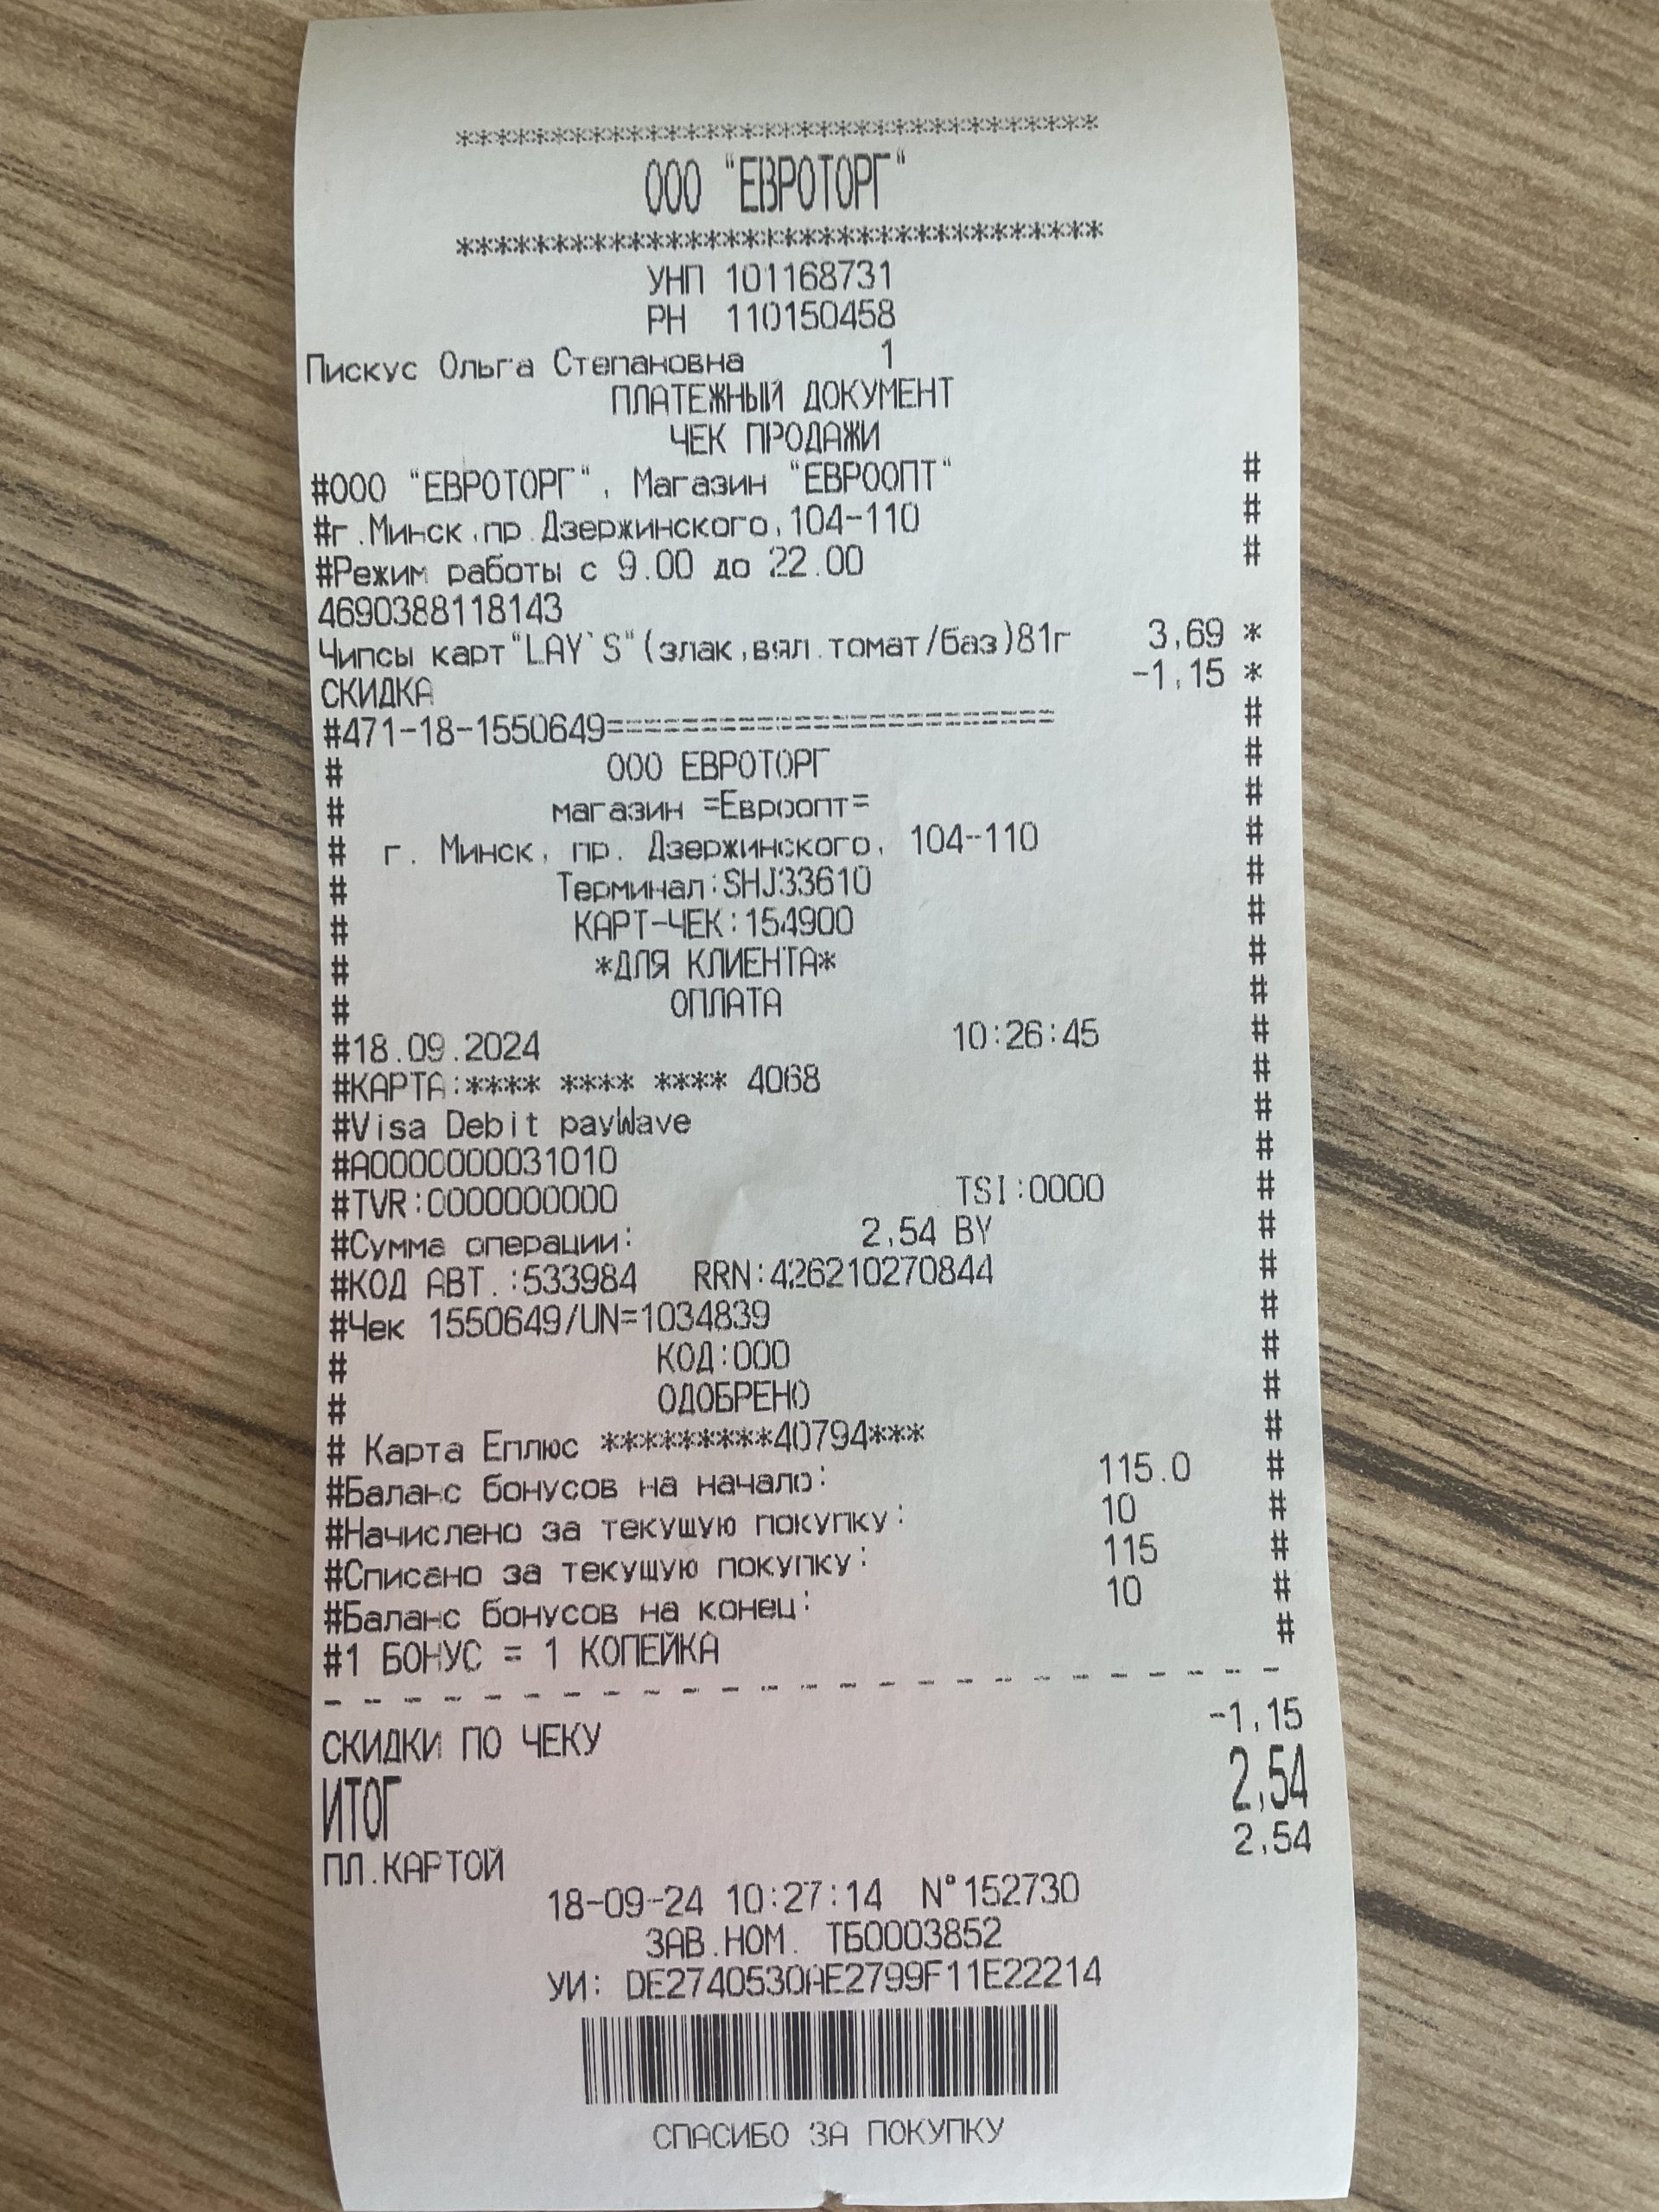 *********************************
ООО "ЕВРОТОРГ"
*********************************
УНП 101168731
РН 110150458
Пискус Ольга Степановна 1
ПЛАТЕЖНЫЙ ДОКУМЕНТ
ЧЕК ПРОДАЖИ
#ООО "ЕВРОТОРГ", Магазин "ЕВРООПТ" #
#г.Минск,пр.Дзержинского,104-110 #
#Режим работы с 9.00 до 22.00 #
4690388118143
Чипсы карт"LAY`S"(злак,вял.томат/баз)81г 3,69 *
СКИДКА -1,15 *
#471-18-1550649======================== #
# ООО ЕВРОТОРГ #
# магазин =Евроопт= #
# г. Минск, пр. Дзержинского, 104-110 #
# Терминал:SHJ33610 #
# КАРТ-ЧЕК:154900 #
# *ДЛЯ КЛИЕНТА* #
# ОПЛАТА #
#18.09.2024 10:26:45 #
#КАРТА:**** **** **** 4068 #
#Visa Debit payWave #
#A0000000031010 #
#TVR:0000000000 TSI:0000 #
#Сумма операции: 2,54 BY #
#КОД АВТ.:533984 RRN:426210270844 #
#Чек 1550649/UN=1034839 #
# КОД:000 #
# ОДОБРЕНО #
# Карта Еплюс *********40794*** #
#Баланс бонусов на начало: 115.0 #
#Начислено за текущую покупку: 10 #
#Списано за текущую покупку: 115 #
#Баланс бонусов на конец: 10 #
#1 БОНУС = 1 КОПЕЙКА #
- - - - - - - - - - - - - - - - - - - - - - - - -
СКИДКИ ПО ЧЕКУ -1,15
ИТОГ 2,54
ПЛ.КАРТОЙ 2,54
18-09-24 10:27:14 N°152730
ЗАВ.НОМ. ТБ0003852
УИ: DE2740530AE2799F11E22214
СПАСИБО ЗА ПОКУПКУ